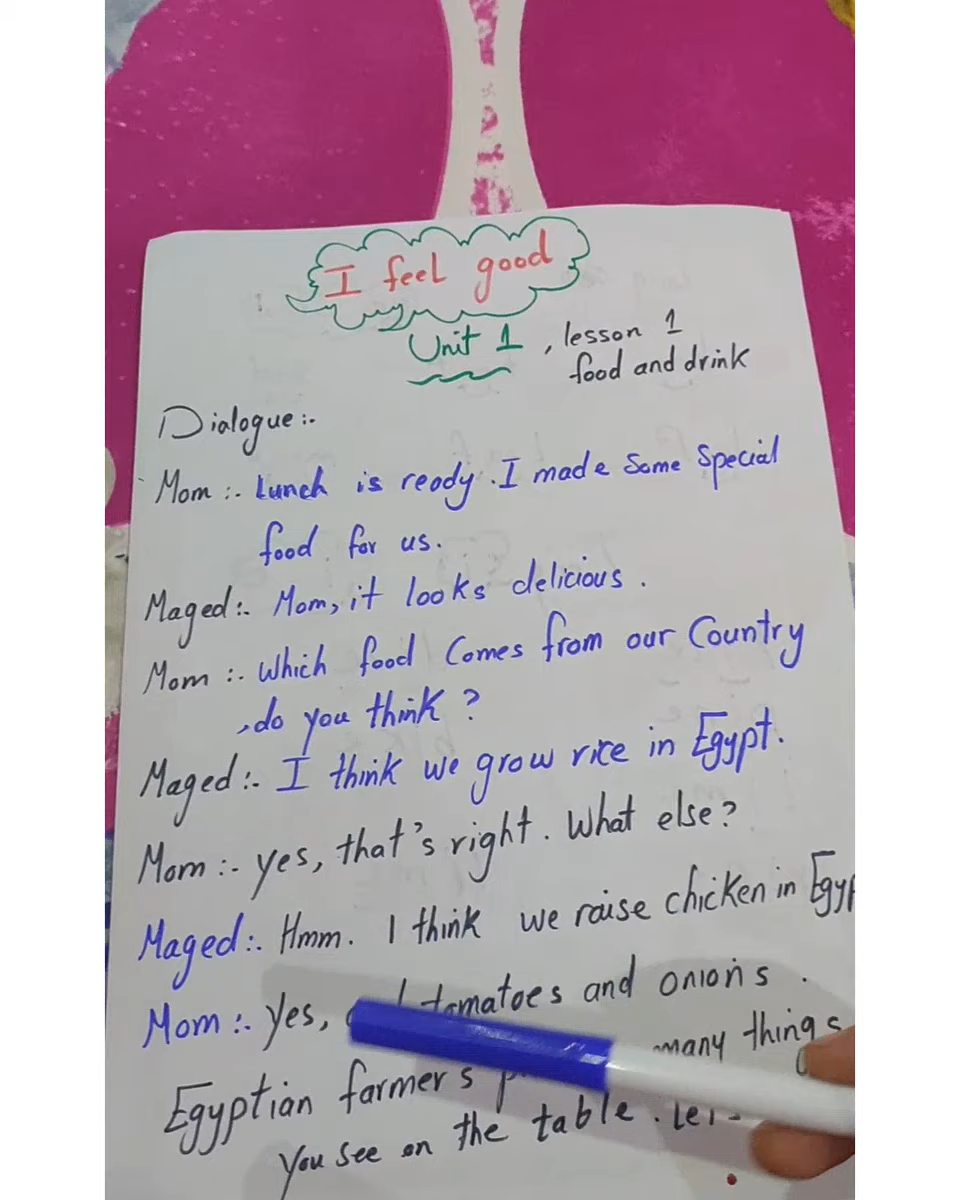 I feel good
Unit 1 , lesson 1
food and drink
Dialogue:-
Mom :- Lunch is ready . I made Some Special
food for us.
Maged :- Mom, it looks delicious .
Mom :- Which food Comes from our Country
, do you think ?
Maged :- I think we grow rice in Egypt.
Mom :- yes, that's right. What else?
Maged :- Hmm. I think we raise chicken in Egyp
Mom :- Yes, tomatoes and onions .
Egyptian farmers many things
You see on the table .